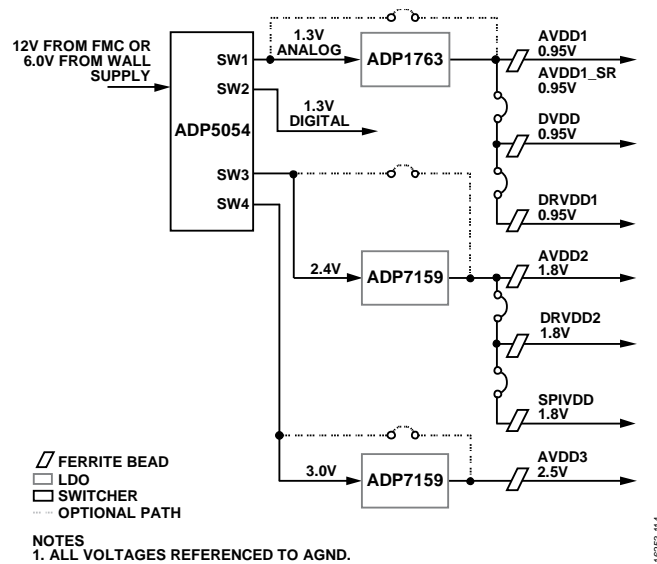 12V FROM FMC OR
6.0V FROM WALL
SUPPLY
ADP5054
SW1
SW2
SW3
SW4
1.3V
ANALOG
ADP1763
1.3V
DIGITAL
AVDD1
0.95V
AVDD1_SR
0.95V
DVDD
0.95V
DRVDD1
0.95V
2.4V
ADP7159
AVDD2
1.8V
DRVDD2
1.8V
SPIVDD
1.8V
3.0V
ADP7159
AVDD3
2.5V
FERRITE BEAD
LDO
SWITCHER
OPTIONAL PATH
NOTES
1. ALL VOLTAGES REFERENCED TO AGND.